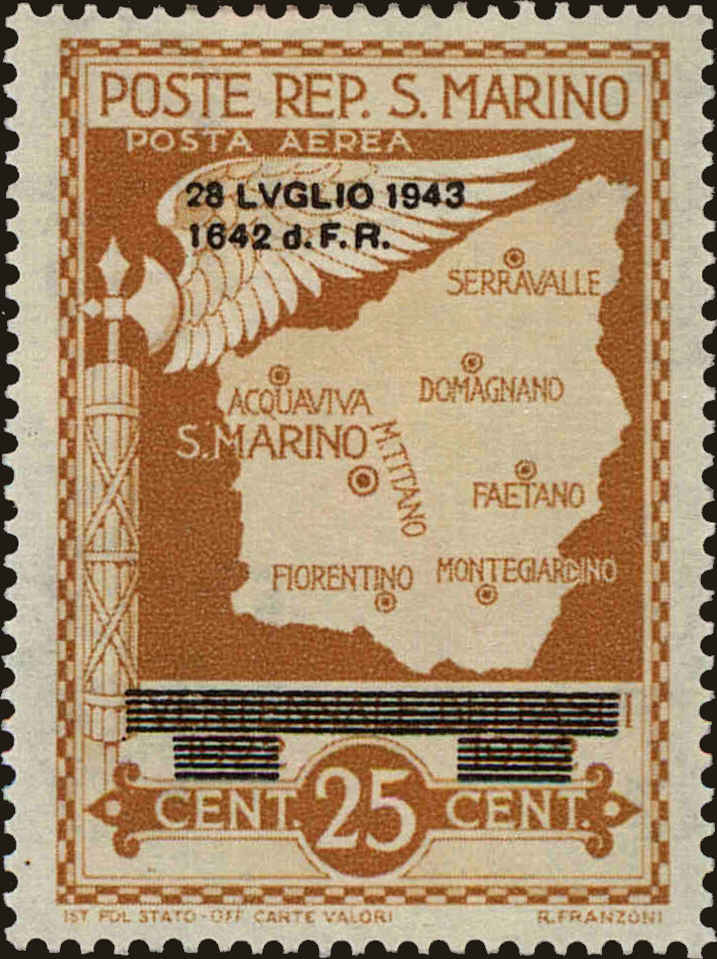 POSTE REP. S. MARINO
POSTA AEREA
28 LVGLIO 1943
1642 d. F. R.
SERRAVALLE
ACQUAVIVA
DOMAGNANO
S. MARINO
M. TITANO
FAETANO
FIORENTINO
MONTEGIARDINO
CENT. 25 CENT.
IST POL STATO - OFF CARTE VALORI R. FRANZONI